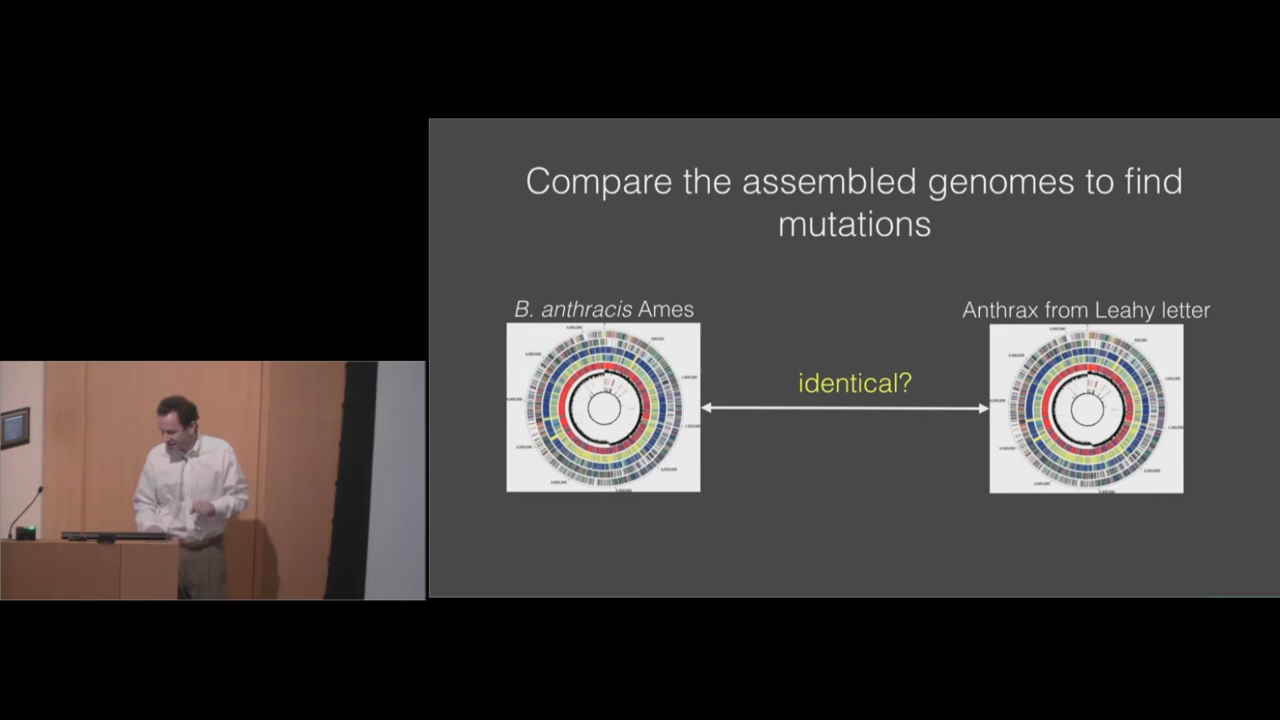 Compare the assembled genomes to find
mutations
B. anthracis Ames
Anthrax from Leahy letter
identical?